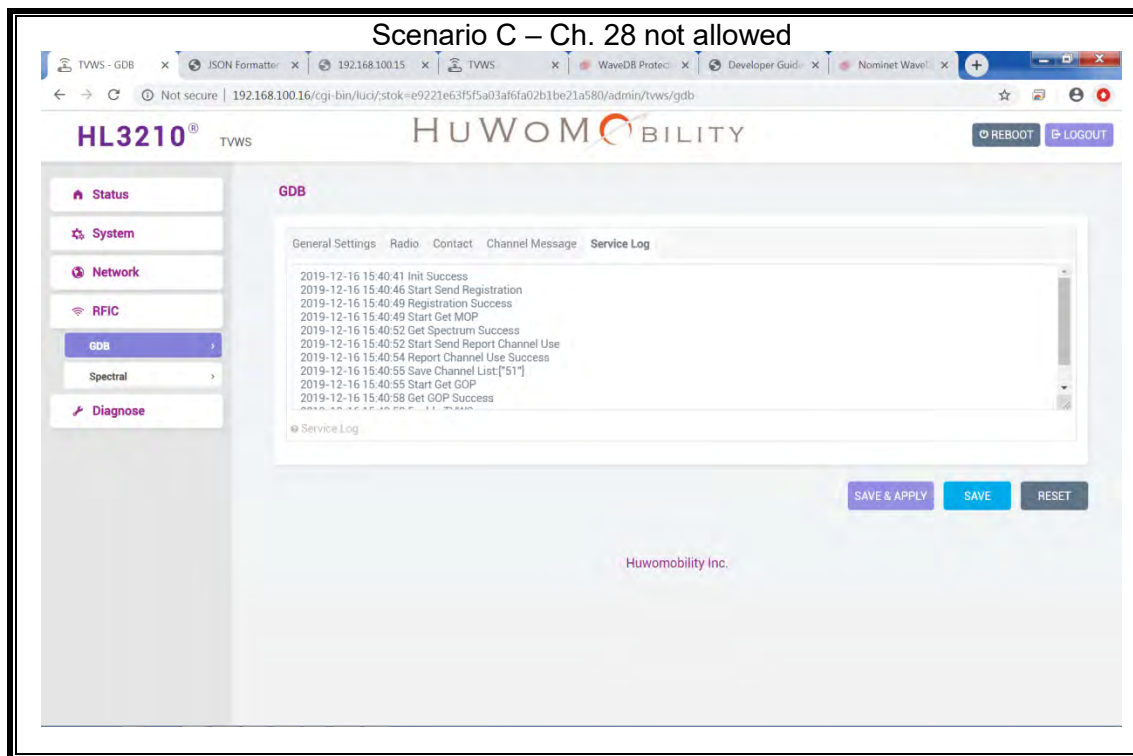 Scenario C – Ch. 28 not allowed
TVWS - GDB JSON Formatter 192.168.100.15 TVWS WaveDB Protec Developer Guid Nominet Wave
Not secure | 192.168.100.16/cgi-bin/luci/;stok=e9221e63f5f5a03af6fa02b1be21a580/admin/tvws/gdb
HL3210® TVWS HUWOMOBILITY REBOOT LOGOUT
Status
System
Network
RFIC
GDB
Spectral
Diagnose
GDB
General Settings Radio Contact Channel Message Service Log
2019-12-16 15:40:41 Init Success
2019-12-16 15:40:46 Start Send Registration
2019-12-16 15:40:49 Registration Success
2019-12-16 15:40:49 Start Get MOP
2019-12-16 15:40:52 Get Spectrum Success
2019-12-16 15:40:52 Start Send Report Channel Use
2019-12-16 15:40:54 Report Channel Use Success
2019-12-16 15:40:55 Save Channel List:["51"]
2019-12-16 15:40:55 Start Get GOP
2019-12-16 15:40:58 Get GOP Success
Service Log
SAVE & APPLY SAVE RESET
Huwomobility Inc.